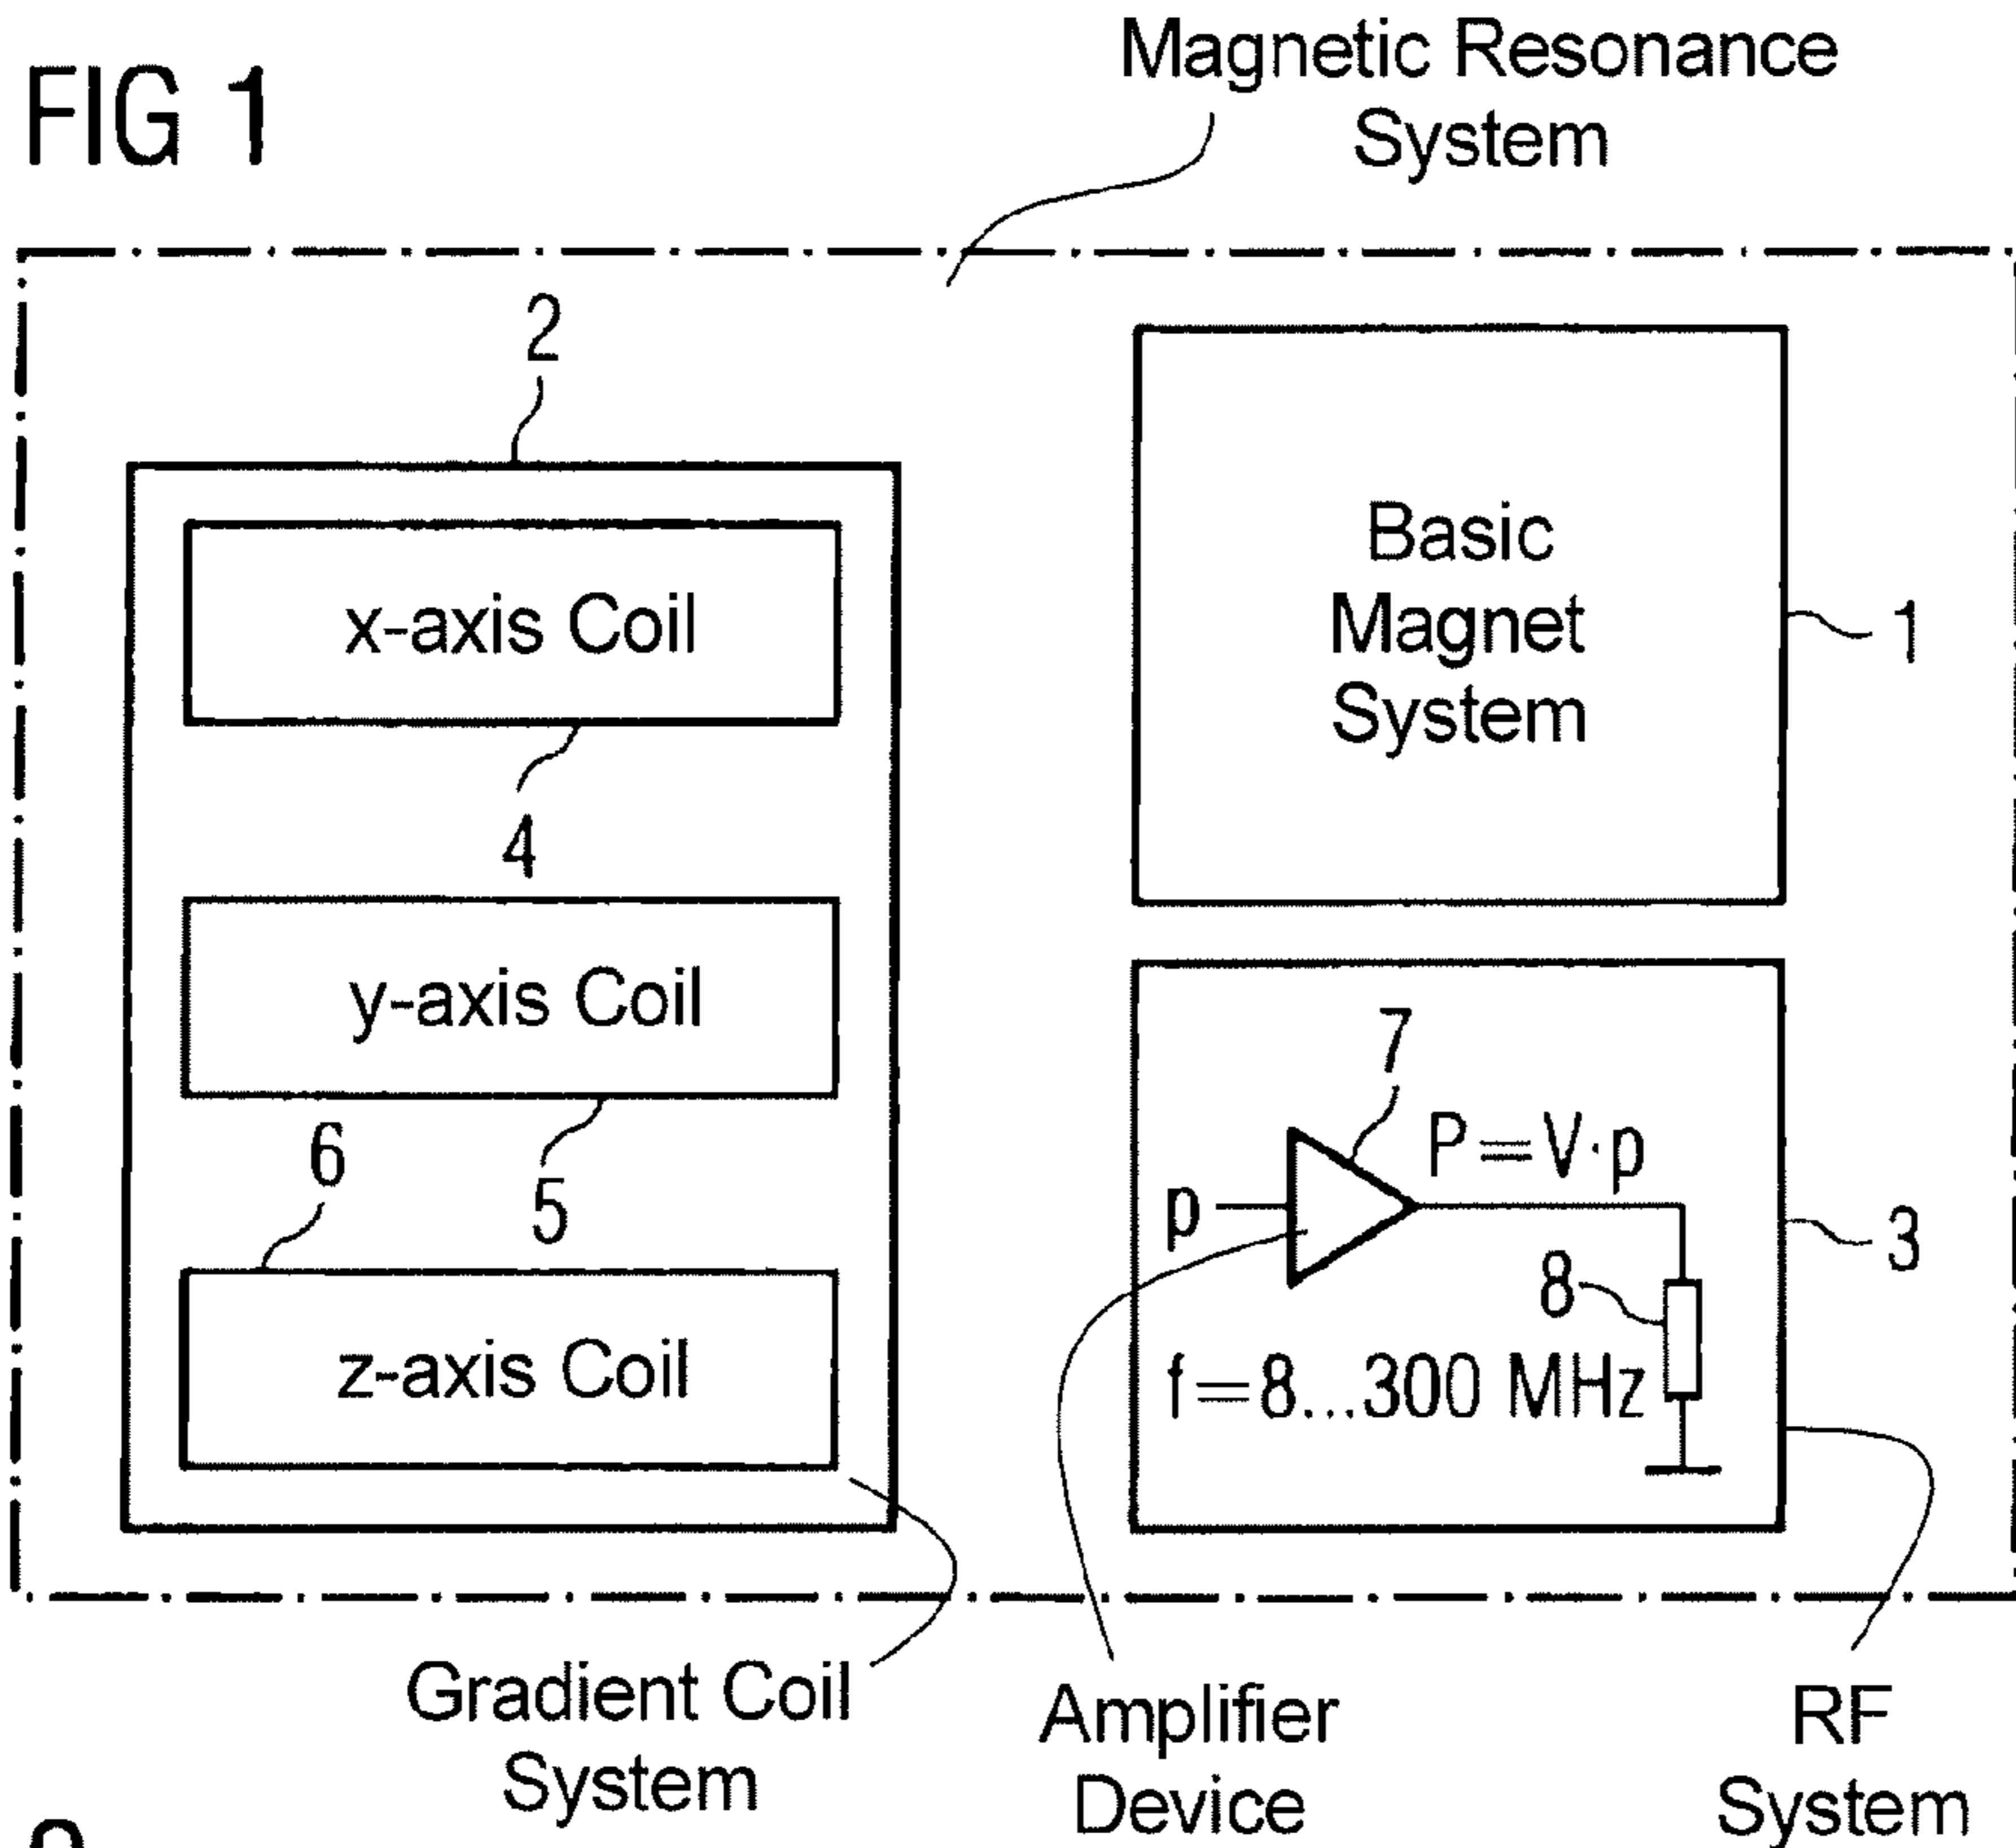 FIG 1
Magnetic Resonance
System
2
x-axis Coil
4
y-axis Coil
5
6
z-axis Coil
Basic
Magnet
System
1
7
P=V·p
p
3
8
f=8...300 MHz
Gradient Coil
System
Amplifier
Device
RF
System